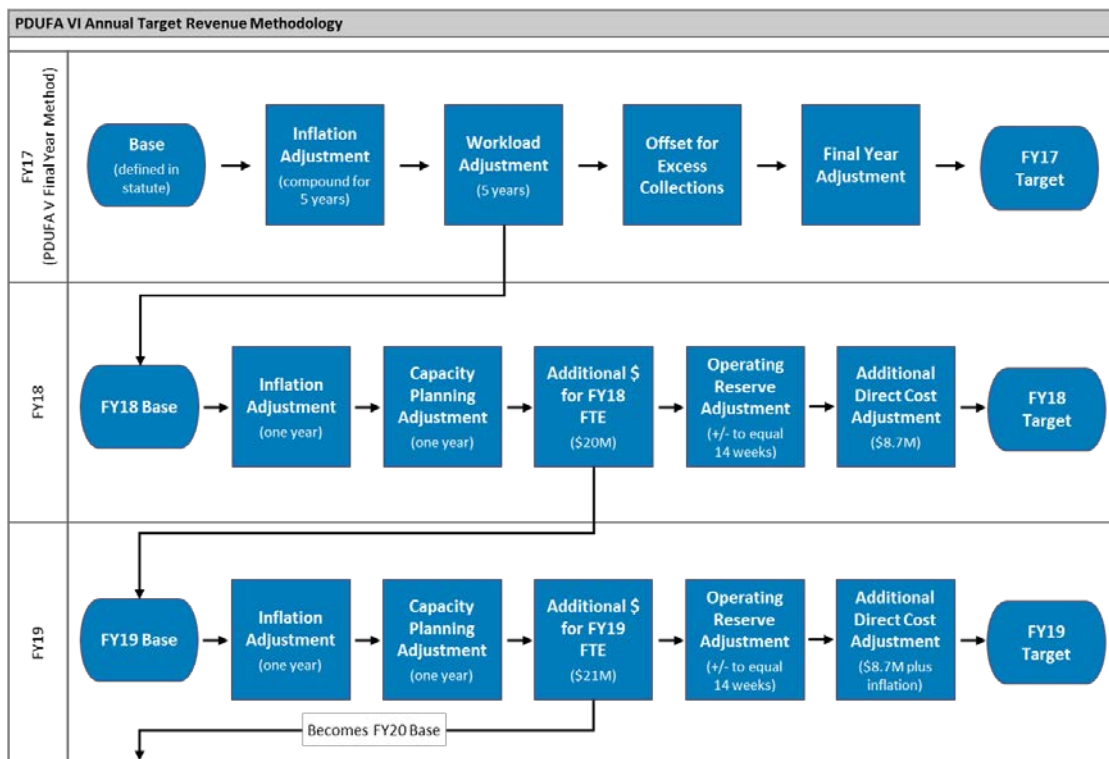 PDUFA VI Annual Target Revenue Methodology
FY17
(PDUFA V Final Year Method)
Base
(defined in
statute)
Inflation
Adjustment
(compound for
5 years)
Workload
Adjustment
(5 years)
Offset for
Excess
Collections
Final Year
Adjustment
FY17
Target
FY18
FY18 Base
Inflation
Adjustment
(one year)
Capacity
Planning
Adjustment
(one year)
Additional $
for FY18
FTE
($20M)
Operating
Reserve
Adjustment
(+/- to equal
14 weeks)
Additional
Direct Cost
Adjustment
($8.7M)
FY18
Target
FY19
FY19 Base
Inflation
Adjustment
(one year)
Capacity
Planning
Adjustment
(one year)
Additional $
for FY19
FTE
($21M)
Operating
Reserve
Adjustment
(+/- to equal
14 weeks)
Additional
Direct Cost
Adjustment
($8.7M plus
inflation)
FY19
Target
Becomes FY20 Base